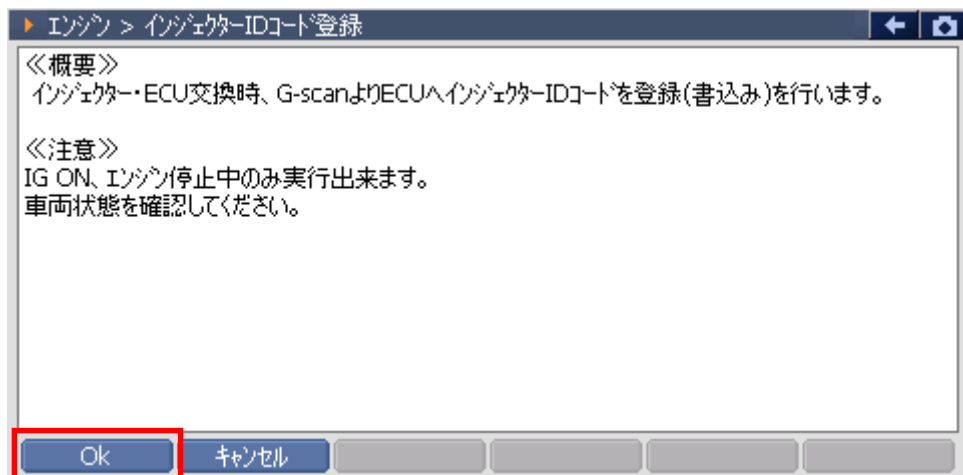 エンジン > インジェクターIDコード登録
≪概要≫
インジェクター・ECU交換時、G-scanよりECUへインジェクターIDコードを登録(書込み)を行います。
≪注意≫
IG ON、エンジン停止中のみ実行出来ます。
車両状態を確認してください。
Ok キャンセル